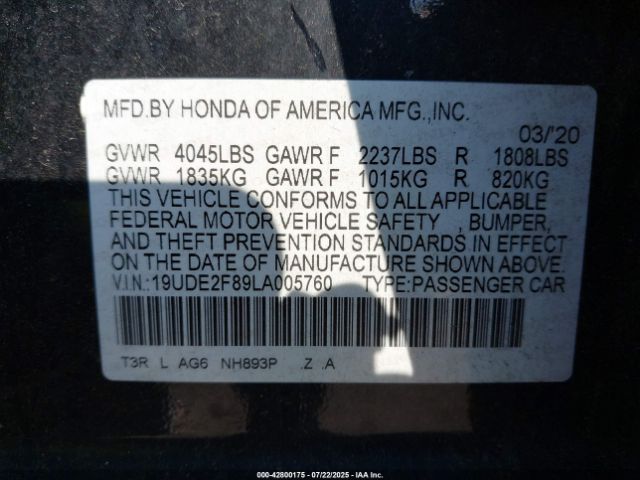 MFD.BY HONDA OF AMERICA MFG.,INC.
03/'20
GVWR 4045LBS GAWR F 2237LBS R 1808LBS
GVWR 1835KG GAWR F 1015KG R 820KG
THIS VEHICLE CONFORMS TO ALL APPLICABLE
FEDERAL MOTOR VEHICLE SAFETY , BUMPER,
AND THEFT PREVENTION STANDARDS IN EFFECT
ON THE DATE OF MANUFACTURE SHOWN ABOVE.
V.I.N.:19UDE2F89LA005760 TYPE:PASSENGER CAR
T3R L AG6 NH893P .Z .A
000-42800175 - 07/22/2025 - IAA Inc.